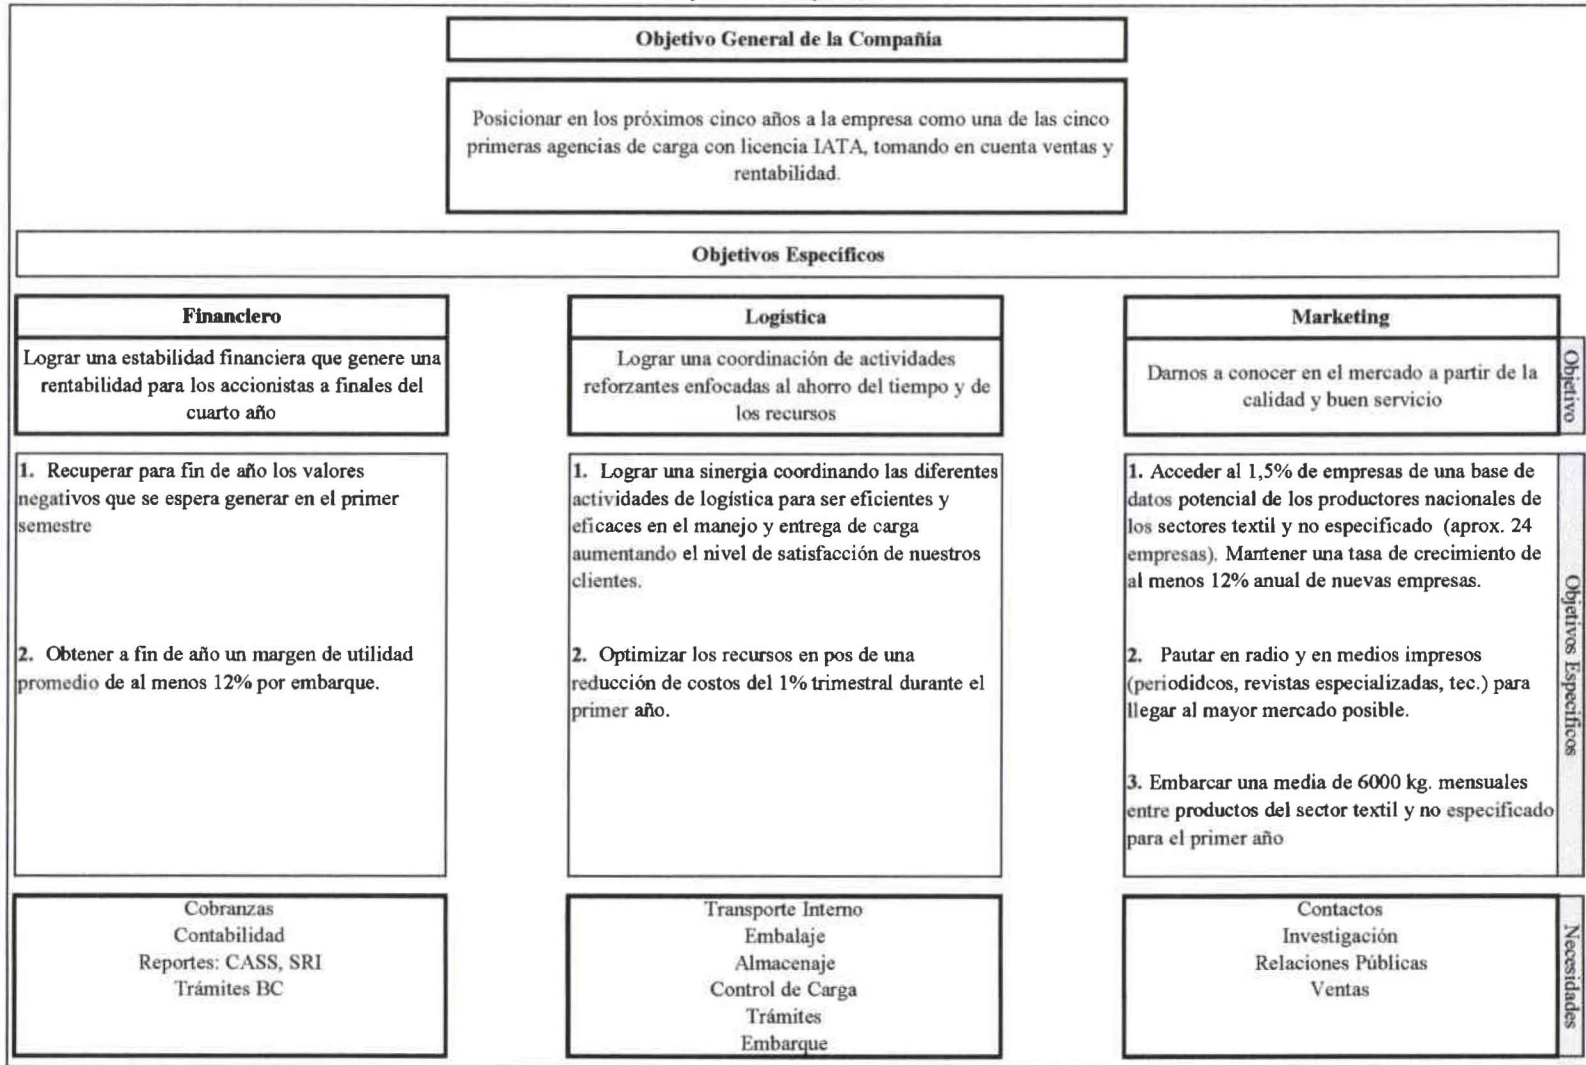 Objetivo General de la Compañia
Posicionar en los próximos cinco años a la empresa como una de las cinco
primeras agencias de carga con licencia IATA, tomando en cuenta ventas y
rentabilidad.
Objetivos Específicos
Financiero
Lograr una estabilidad financiera que genere una
rentabilidad para los accionistas a finales del
cuarto año
Logística
Lograr una coordinación de actividades
reforzantes enfocadas al ahorro del tiempo y de
los recursos
Marketing
Darnos a conocer en el mercado a partir de la
calidad y buen servicio
Objetivo
1. Recuperar para fin de año los valores
negativos que se espera generar en el primer
semestre
2. Obtener a fin de año un margen de utilidad
promedio de al menos 12% por embarque.
1. Lograr una sinergia coordinando las diferentes
actividades de logística para ser eficientes y
eficaces en el manejo y entrega de carga
aumentando el nivel de satisfacción de nuestros
clientes.
2. Optimizar los recursos en pos de una
reducción de costos del 1% trimestral durante el
primer año.
1. Acceder al 1,5% de empresas de una base de
datos potencial de los productores nacionales de
los sectores textil y no especificado (aprox. 24
empresas). Mantener una tasa de crecimiento de
al menos 12% anual de nuevas empresas.
2. Pautar en radio y en medios impresos
(periodidcos, revistas especializadas, tec.) para
llegar al mayor mercado posible.
3. Embarcar una media de 6000 kg. mensuales
entre productos del sector textil y no especificado
para el primer año
Objetivos Específicos
Cobranzas
Contabilidad
Reportes: CASS, SRI
Trámites BC
Transporte Interno
Embalaje
Almacenaje
Control de Carga
Trámites
Embarque
Contactos
Investigación
Relaciones Públicas
Ventas
Necesidades